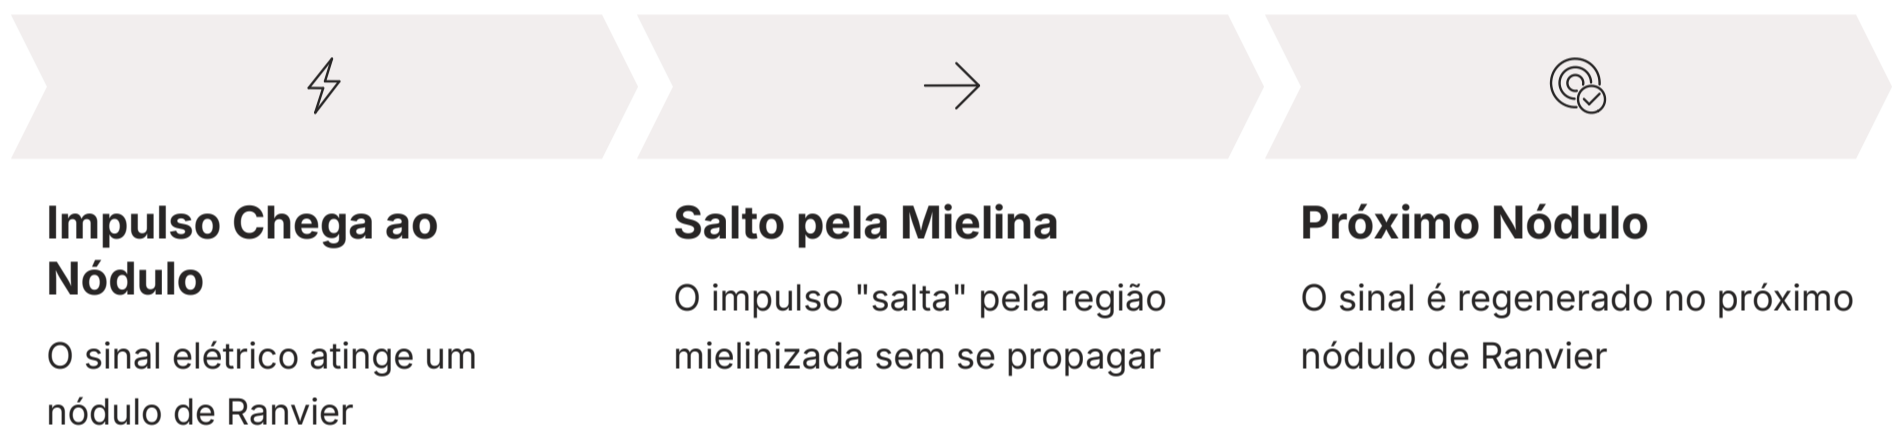 Impulso Chega ao
Nódulo
O sinal elétrico atinge um
nódulo de Ranvier
Salto pela Mielina
O impulso "salta" pela região
mielinizada sem se propagar
Próximo Nódulo
O sinal é regenerado no próximo
nódulo de Ranvier